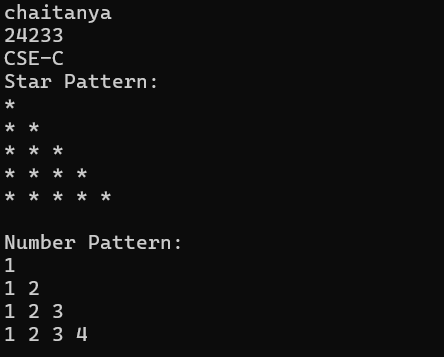 chaitanya
24233
CSE-C
Star Pattern:
*
* *
* * *
* * * *
* * * * *

Number Pattern:
1
1 2
1 2 3
1 2 3 4